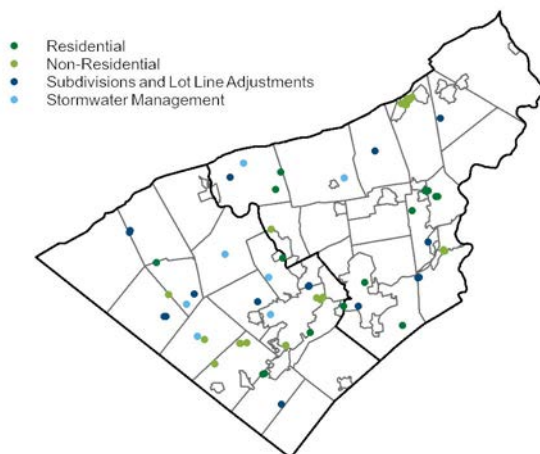 Residential
Non-Residential
Subdivisions and Lot Line Adjustments
Stormwater Management